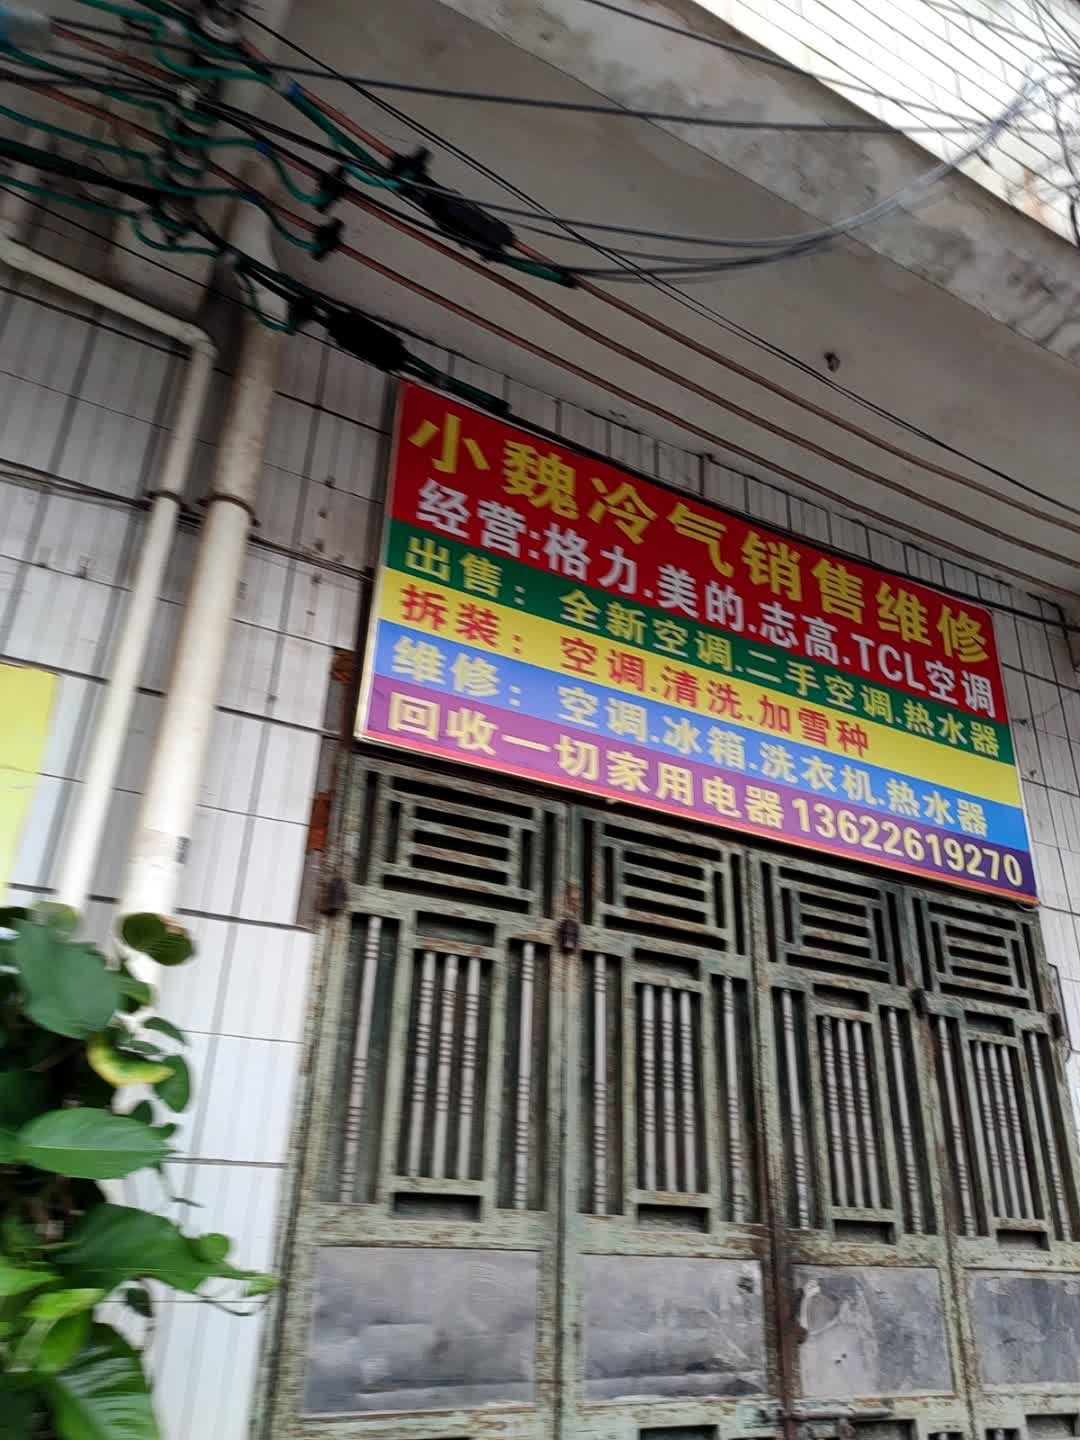 小魏冷气销售维修
经营:格力.美的.志高.TCL空调
出售：全新空调.二手空调.热水器
拆装：空调.清洗.加雪种
维修：空调.冰箱.洗衣机.热水器
回收一切家用电器 13622619270